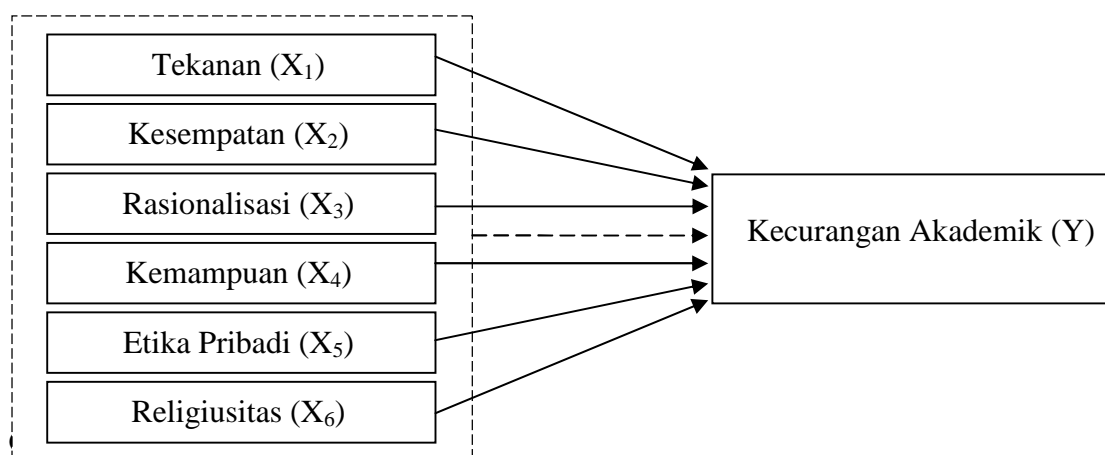 Tekanan (X₁)
Kesempatan (X₂)
Rasionalisasi (X₃)
Kecurangan Akademik (Y)
Kemampuan (X₄)
Etika Pribadi (X₅)
Religiusitas (X₆)